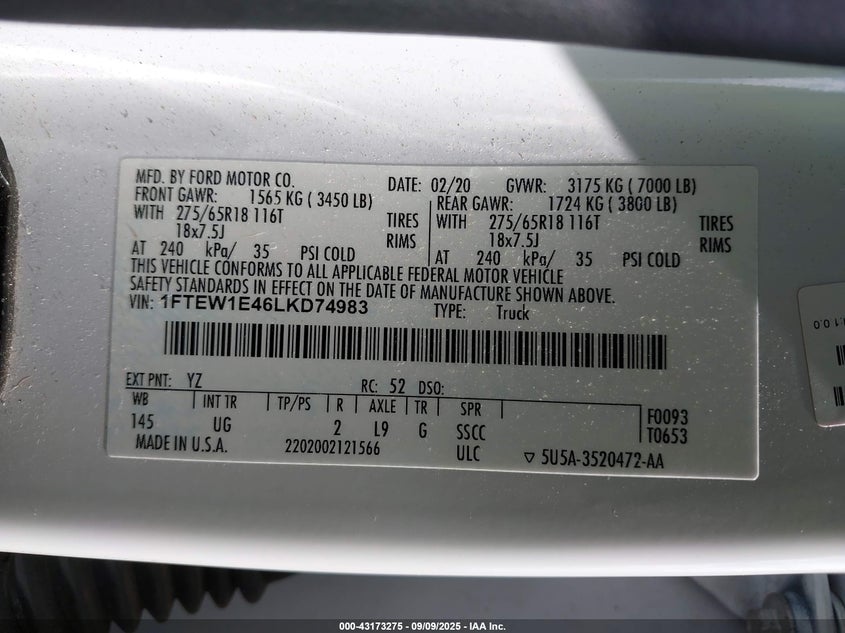 MFD. BY FORD MOTOR CO. DATE: 02/20 GVWR: 3175 KG ( 7000 LB)
FRONT GAWR: 1565 KG ( 3450 LB) REAR GAWR: 1724 KG ( 3800 LB)
WITH 275/65R18 116T TIRES WITH 275/65R18 116T TIRES
18x7.5J RIMS 18x7.5J RIMS
AT 240 kPa/ 35 PSI COLD AT 240 kPa/ 35 PSI COLD
THIS VEHICLE CONFORMS TO ALL APPLICABLE FEDERAL MOTOR VEHICLE
SAFETY STANDARDS IN EFFECT ON THE DATE OF MANUFACTURE SHOWN ABOVE.
VIN: 1FTEW1E46LKD74983 TYPE: Truck
EXT PNT: YZ RC: 52 DSO:
WB INT TR TP/PS R AXLE TR SPR F0093
145 UG 2 L9 G SSCC T0653
MADE IN U.S.A. 2202002121566 ULC ▽ 5U5A-3520472-AA
000-43173275 - 09/09/2025 - IAA Inc.